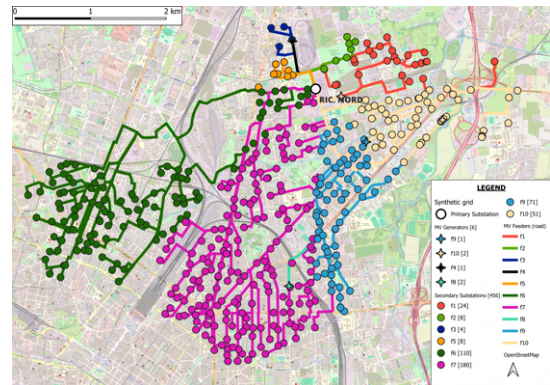 0 1 2 km
RIC. NORD
LEGEND
Synthetic grid
Primary Substation
MV Generators [6]
f9 [1]
f10 [2]
f4 [1]
f8 [2]
Secondary Substations [456]
f1 [24]
f2 [8]
f3 [4]
f5 [8]
f6 [110]
f7 [180]
f9 [71]
f10 [51]
MV Feeders (road)
f1
f2
f3
f4
f5
f6
f7
f8
f9
f10
OpenStreetMap